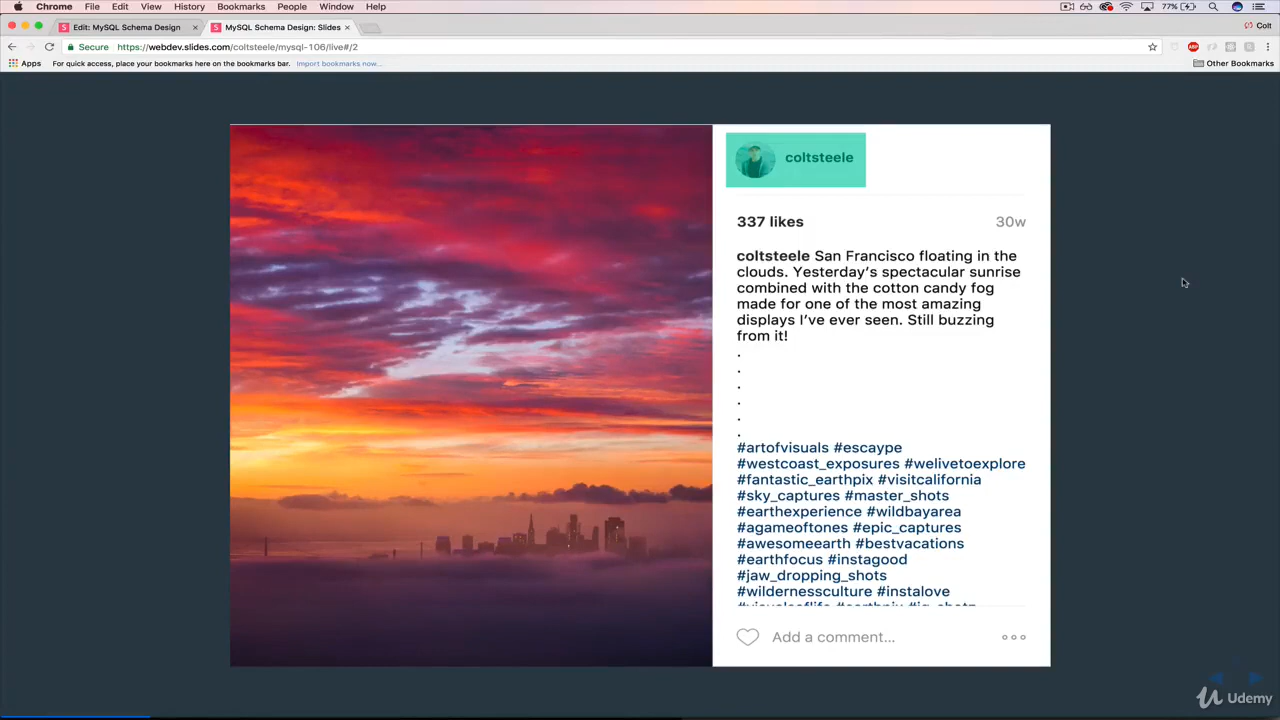 Chrome File Edit View History Bookmarks People Window Help 77%
Edit: MySQL Schema Design MySQL Schema Design: Slides Colt
Secure https://webdev.slides.com/coltsteele/mysql-106/live#/2 ABP
Apps For quick access, place your bookmarks here on the bookmarks bar. Import bookmarks now... Other Bookmarks
coltsteele
337 likes 30w
coltsteele San Francisco floating in the
clouds. Yesterday's spectacular sunrise
combined with the cotton candy fog
made for one of the most amazing
displays I've ever seen. Still buzzing
from it!
.
.
.
.
.
.
#artofvisuals #escaype
#westcoast_exposures #welivetoexplore
#fantastic_earthpix #visitcalifornia
#sky_captures #master_shots
#earthexperience #wildbayarea
#agameoftones #epic_captures
#awesomeearth #bestvacations
#earthfocus #instagood
#jaw_dropping_shots
#wildernessculture #instalove
Add a comment...
Udemy